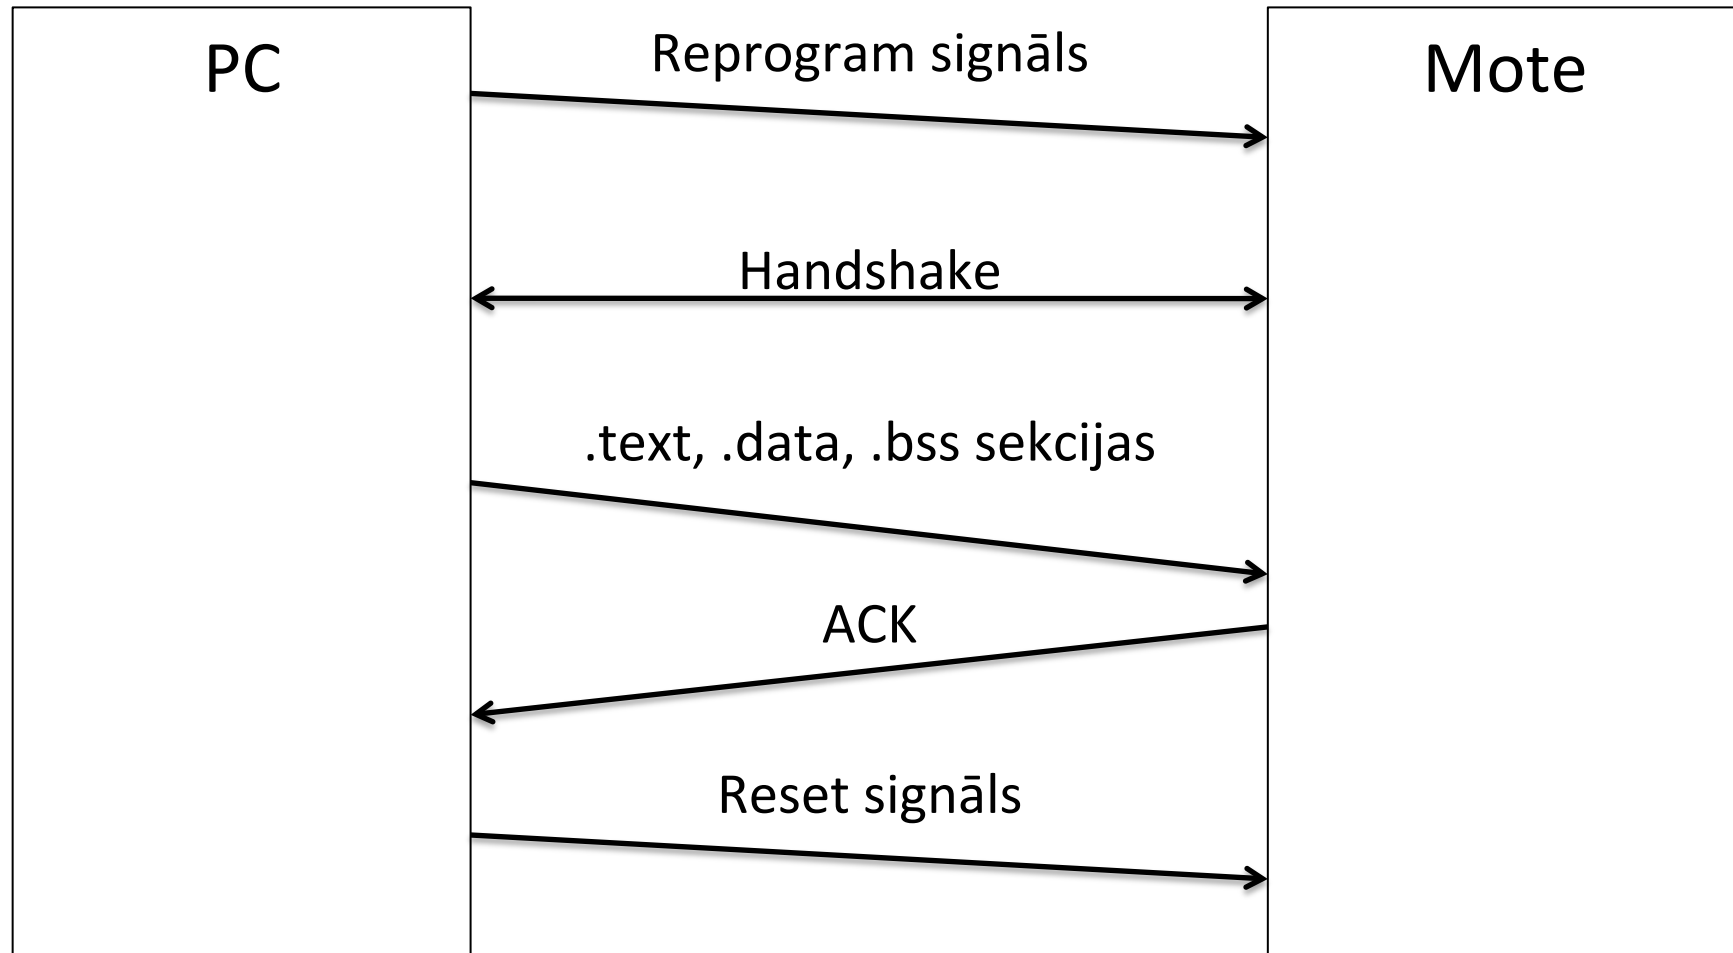 PC
Reprogram signāls
Mote
Handshake
.text, .data, .bss sekcijas
ACK
Reset signāls